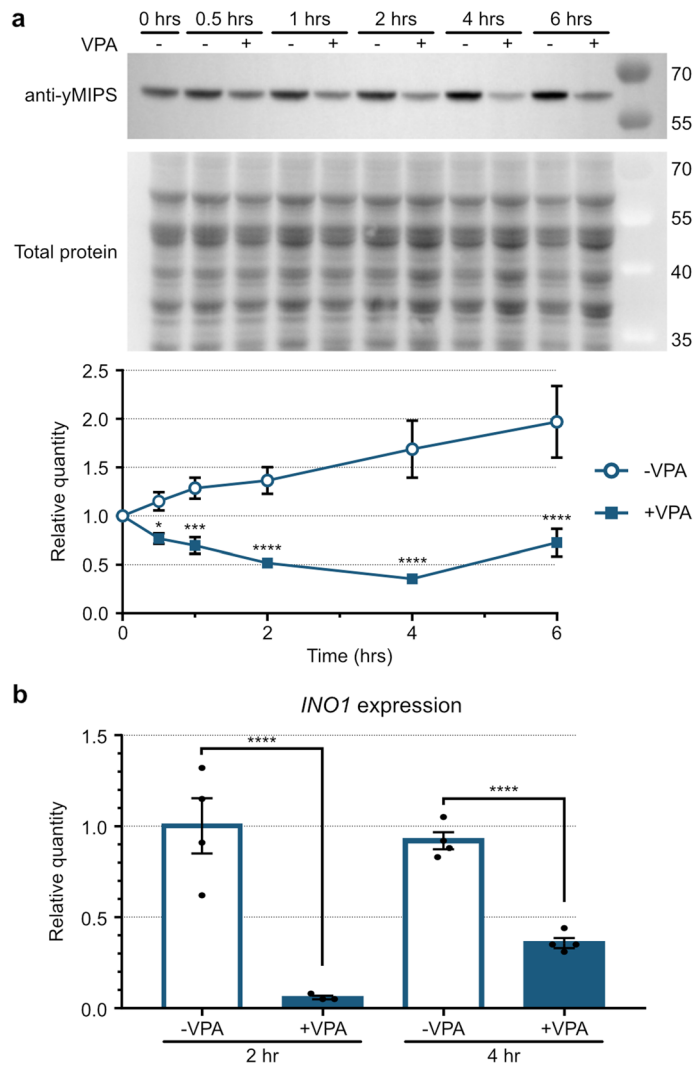 a
0 hrs 0.5 hrs 1 hrs 2 hrs 4 hrs 6 hrs
VPA - - + - + - + - + - +
anti-yMIPS
70
55
Total protein
70
55
40
35
Relative quantity
2.5
2.0
1.5
1.0
0.5
0.0
* *** **** **** ****
0 2 4 6
Time (hrs)
-VPA
+VPA
b
INO1 expression
Relative quantity
1.5
1.0
0.5
0.0
**** ****
-VPA +VPA -VPA +VPA
2 hr 4 hr